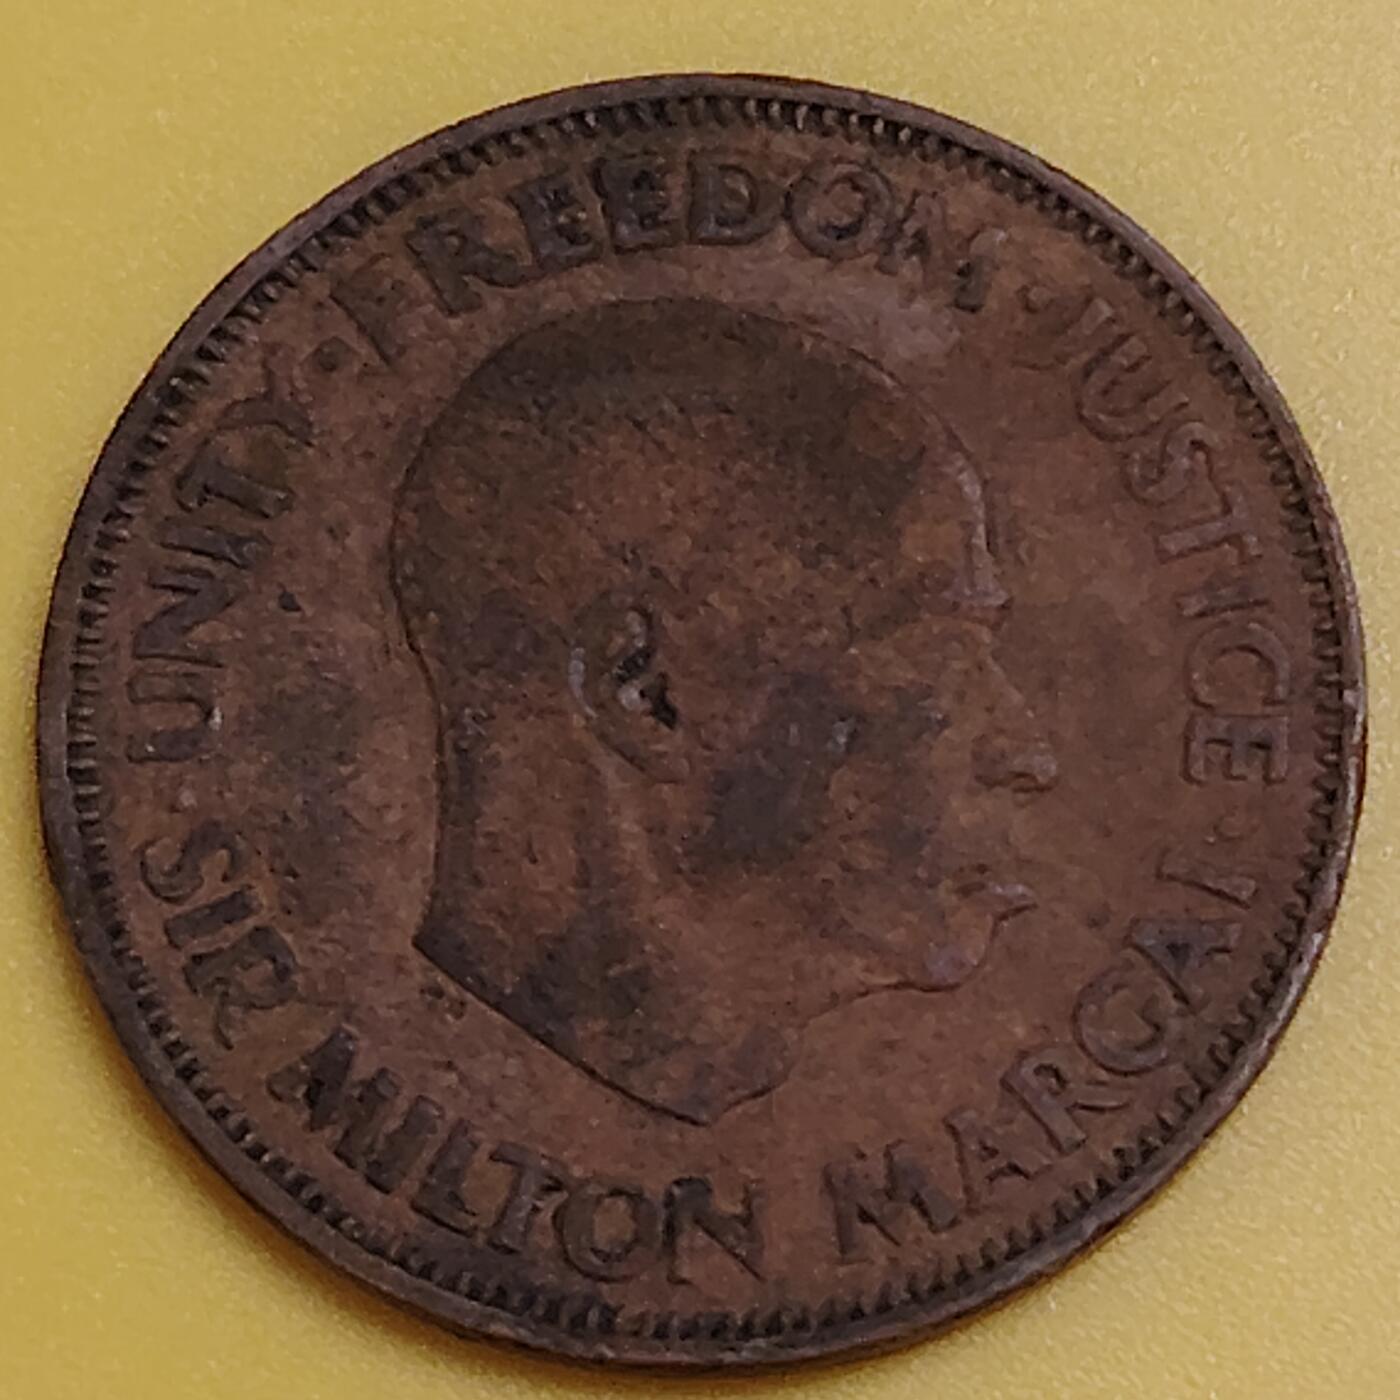 UNITY · FREEDOM · JUSTICE ·
SIR MILTON MARGAI